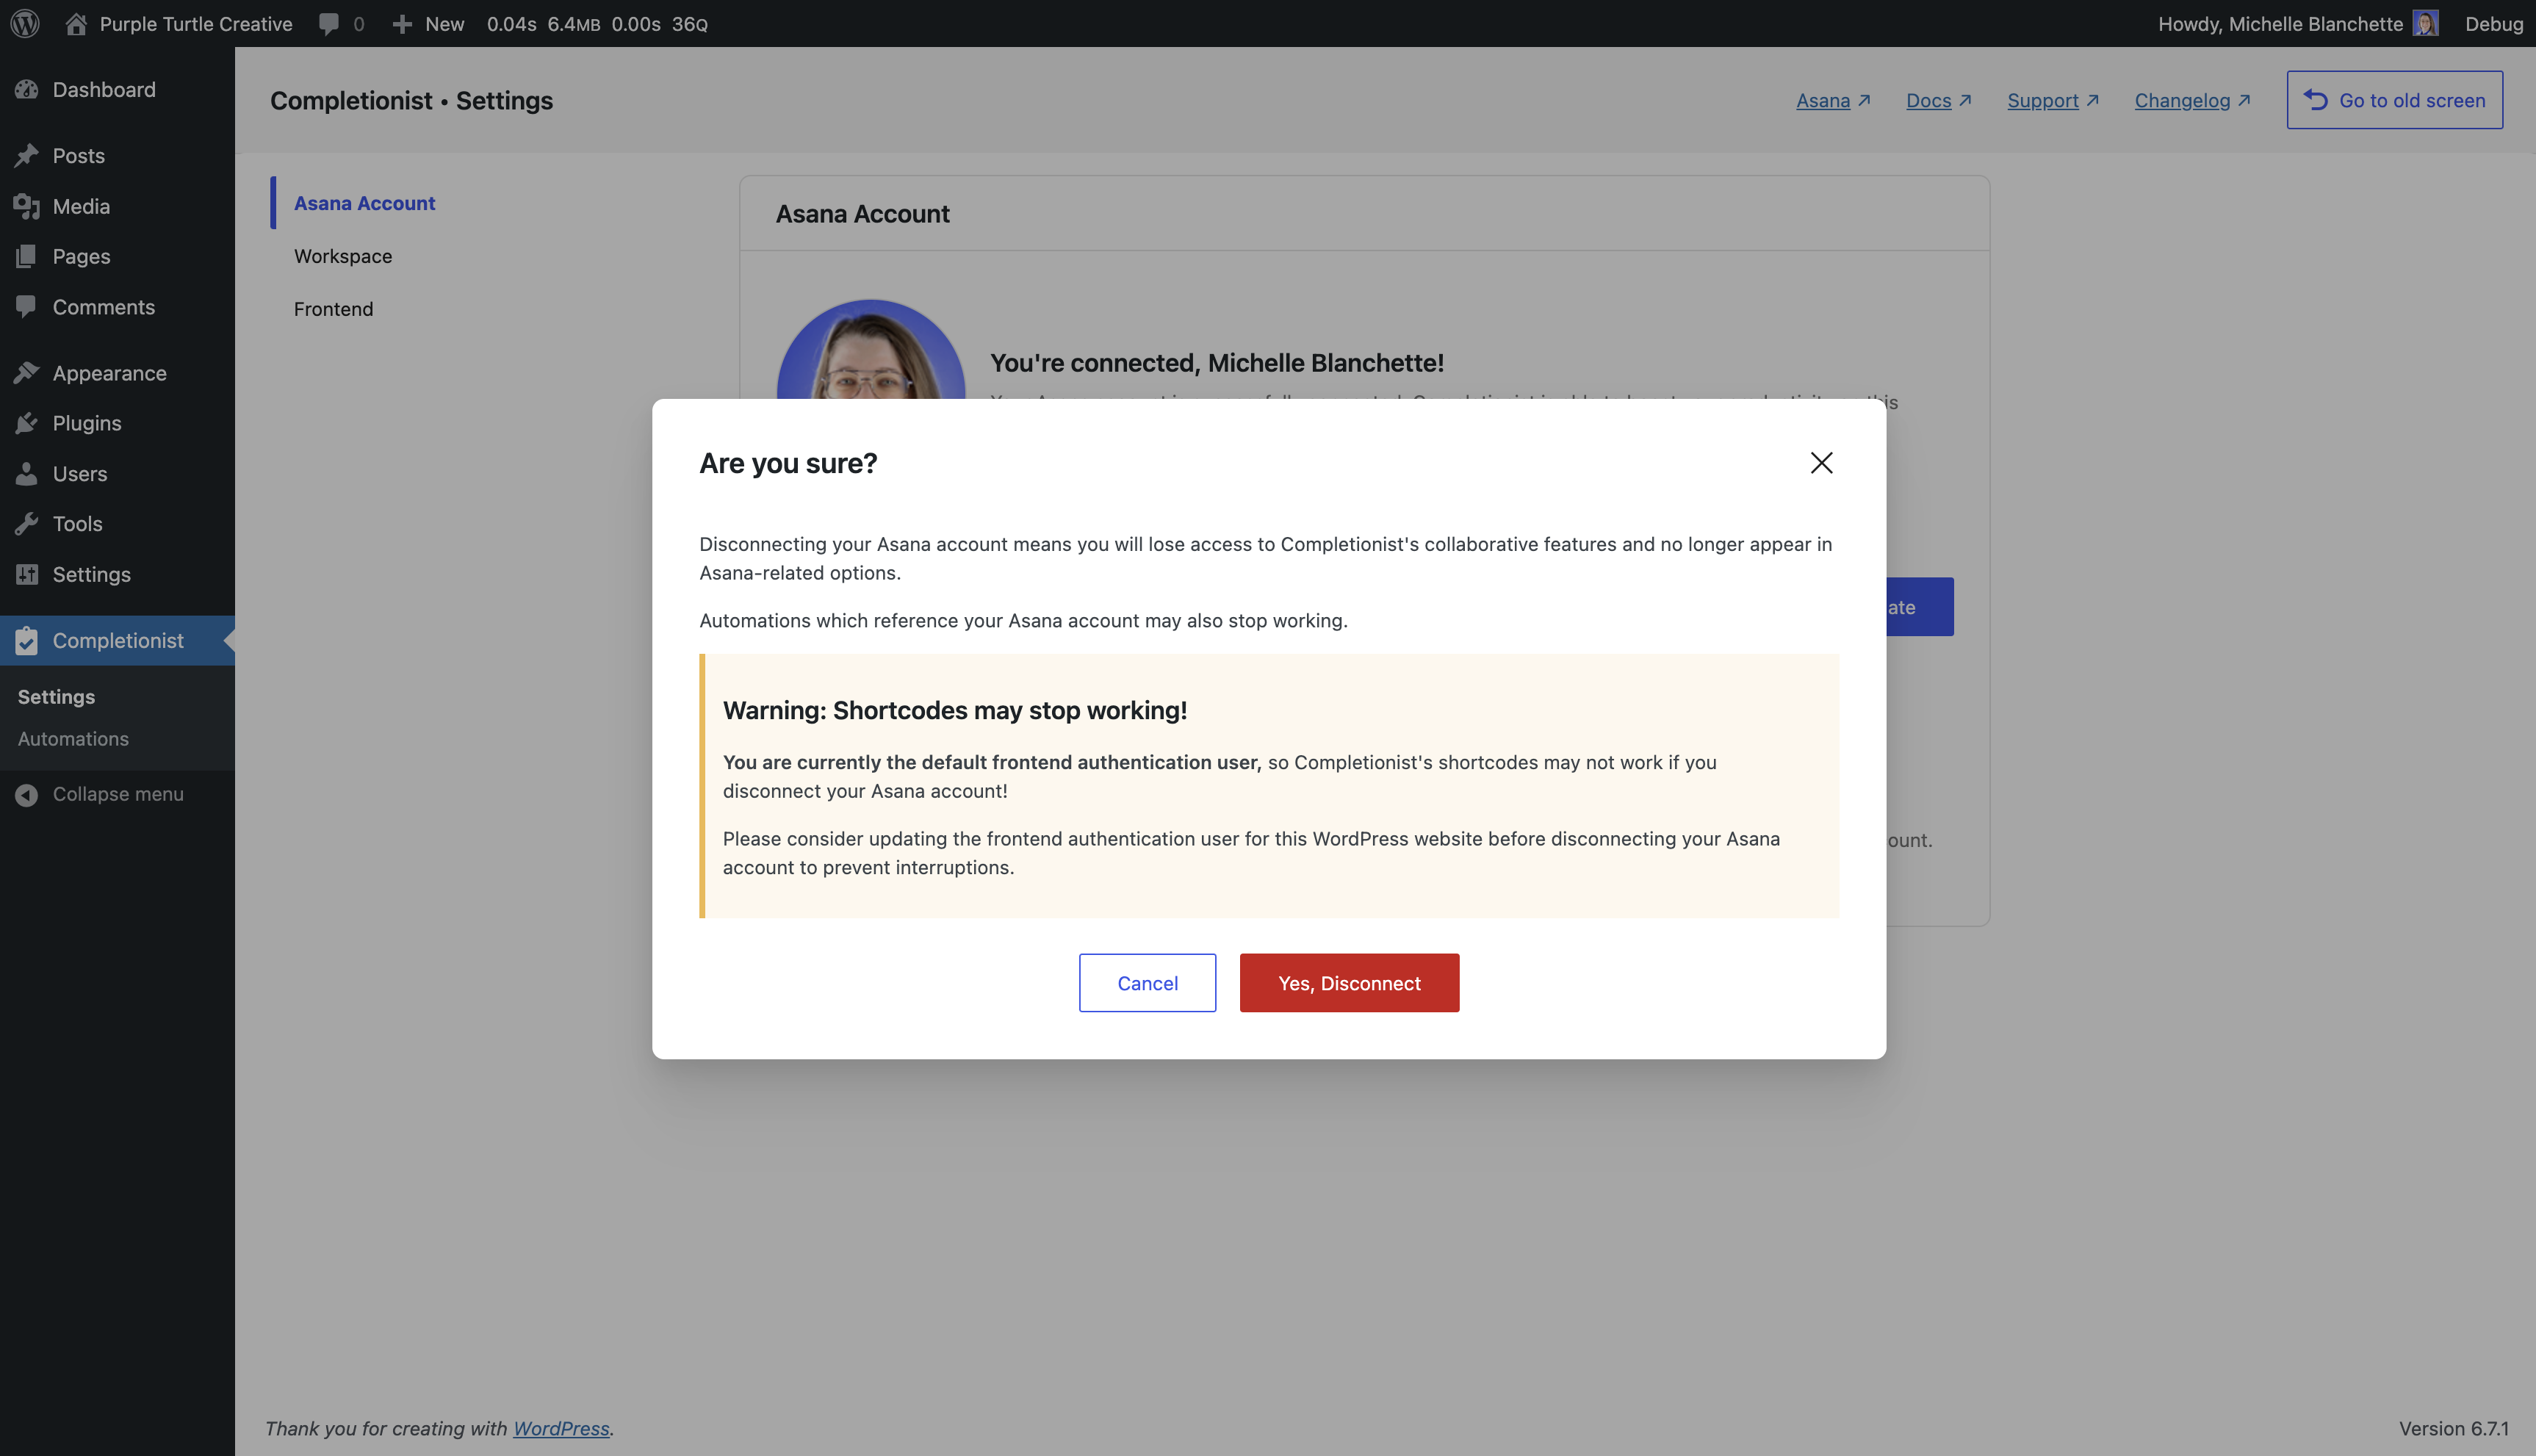 Purple Turtle Creative 0 New 0.04s 6.4MB 0.00s 36Q
Howdy, Michelle Blanchette Debug
Dashboard
Posts
Media
Pages
Comments
Appearance
Plugins
Users
Tools
Settings
Completionist
Settings
Automations
Collapse menu
Completionist • Settings
Asana ↗ Docs ↗ Support ↗ Changelog ↗ Go to old screen
Asana Account
Workspace
Frontend
Asana Account
You're connected, Michelle Blanchette!
Are you sure?
Disconnecting your Asana account means you will lose access to Completionist's collaborative features and no longer appear in
Asana-related options.
Automations which reference your Asana account may also stop working.
Warning: Shortcodes may stop working!
You are currently the default frontend authentication user, so Completionist's shortcodes may not work if you
disconnect your Asana account!
Please consider updating the frontend authentication user for this WordPress website before disconnecting your Asana
account to prevent interruptions.
Cancel
Yes, Disconnect
Thank you for creating with WordPress.
Version 6.7.1